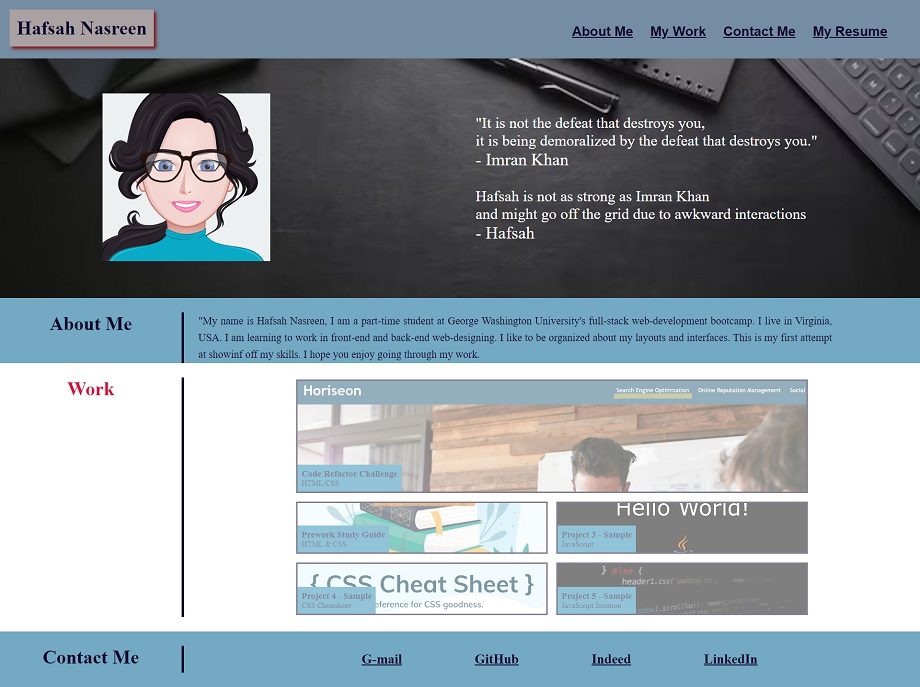 Hafsah Nasreen
About Me
My Work
Contact Me
My Resume
"It is not the defeat that destroys you,
it is being demoralized by the defeat that destroys you."
- Imran Khan
Hafsah is not as strong as Imran Khan
and might go off the grid due to awkward interactions
- Hafsah
About Me
"My name is Hafsah Nasreen, I am a part-time student at George Washington University's full-stack web-development bootcamp. I live in Virginia,
USA. I am learning to work in front-end and back-end web-designing. I like to be organized about my layouts and interfaces. This is my first attempt
at showinf off my skills. I hope you enjoy going through my work.
Work
Horiseon
Search Engine Optimization
Online Reputation Management
Social
Code Refactor Challenge
HTML/CSS
Prework Study Guide
HTML & CSS
Hello World!
Project 3 - Sample
JavaScript
{ CSS Cheat Sheet }
eference for CSS goodness.
Project 4 - Sample
CSS Cheatsheet
} else {
Project 5 - Sample
JavaScript Iteration
Contact Me
G-mail
GitHub
Indeed
LinkedIn